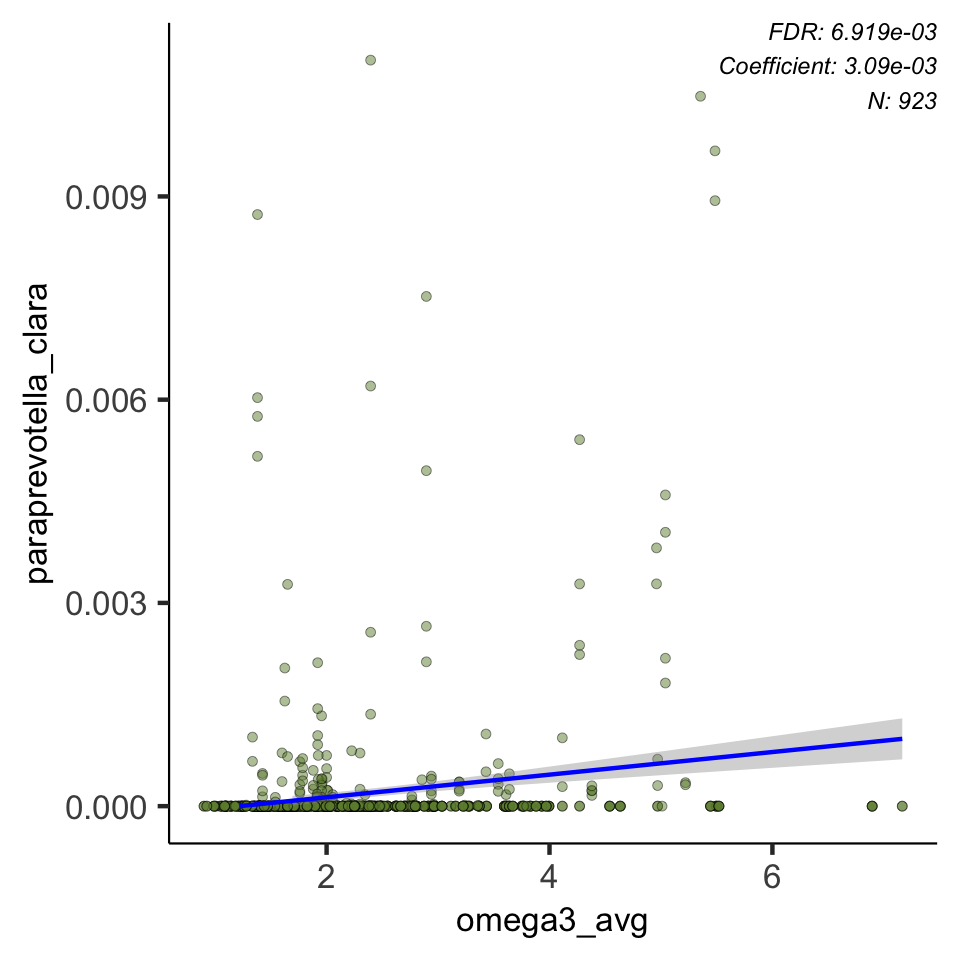 FDR: 6.919e-03
Coefficient: 3.09e-03
N: 923
0.009
0.006
0.003
0.000
paraprevotella_clara
2 4 6
omega3_avg